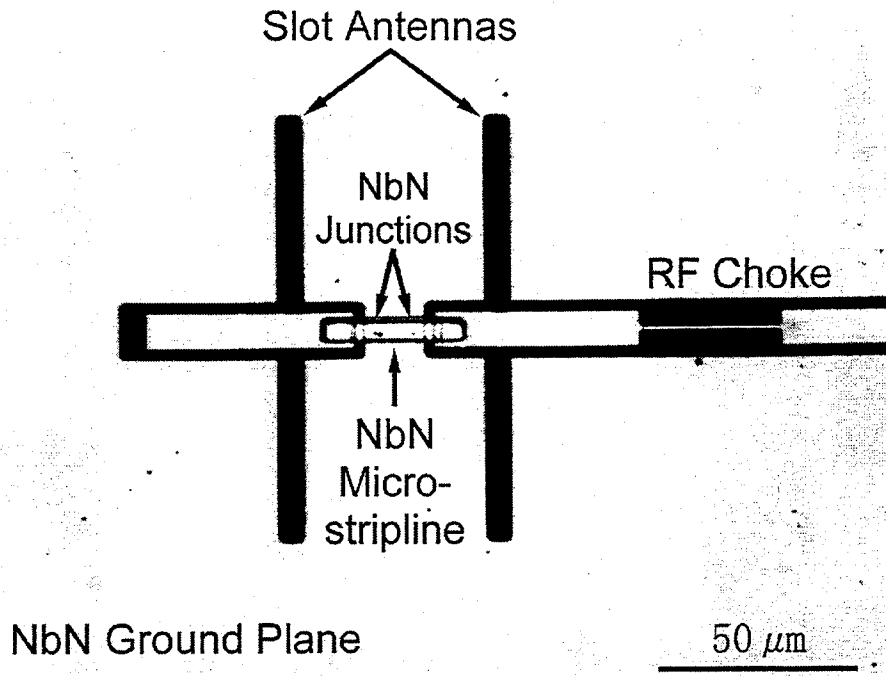 Slot Antennas
NbN
Junctions
RF Choke
NbN
Micro-
stripline
NbN Ground Plane
50 μm